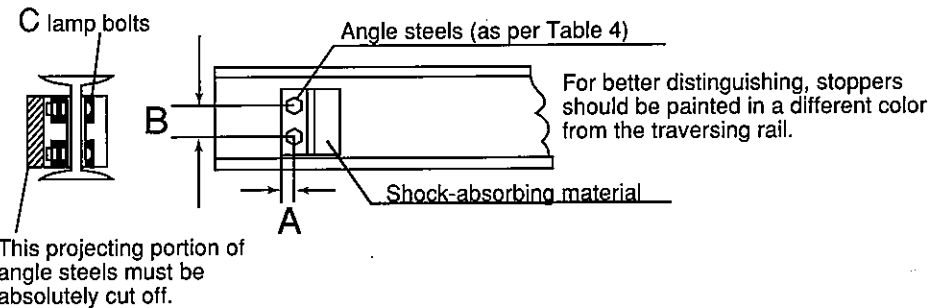 C lamp bolts
Angle steels (as per Table 4)
For better distinguishing, stoppers
should be painted in a different color
from the traversing rail.
B
Shock-absorbing material
A
This projecting portion of
angle steels must be
absolutely cut off.